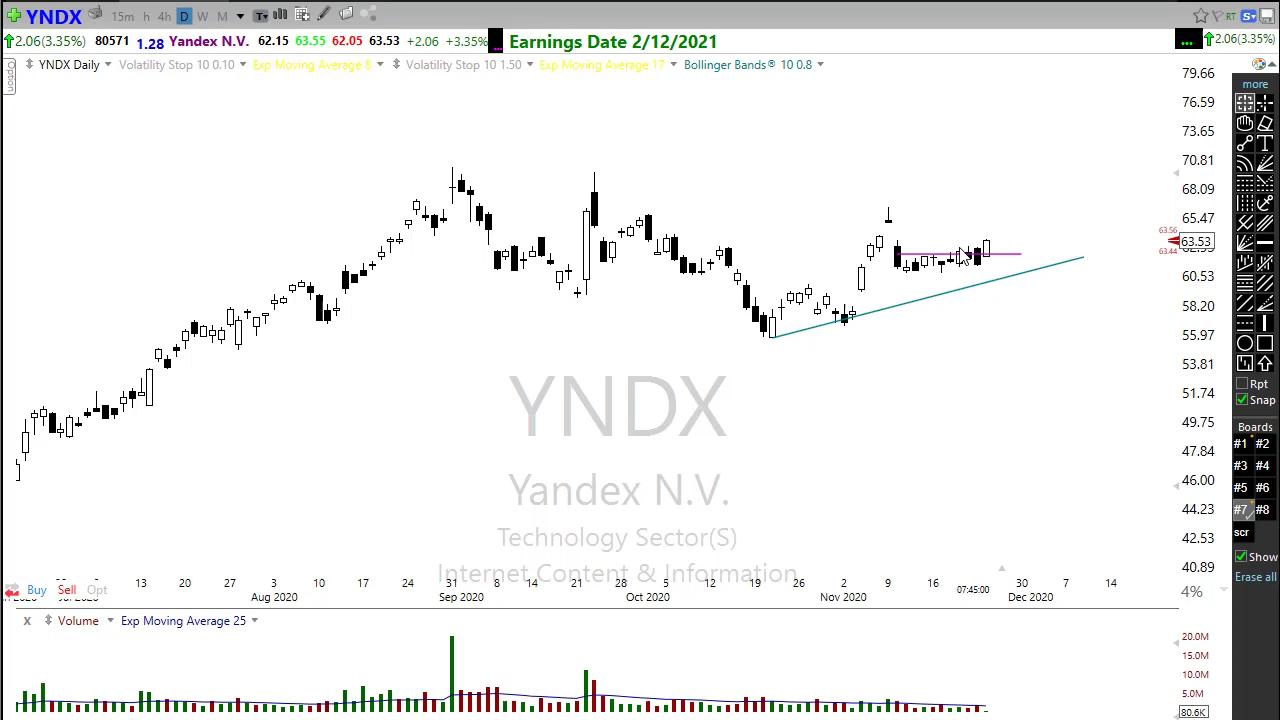 YNDX 15m h 4h D W M T RT S
2.06(3.35%) 80571 1.28 Yandex N.V. 62.15 63.55 62.05 63.53 +2.06 +3.35% ... Earnings Date 2/12/2021 ... 2.06(3.35%)
Option YNDX Daily Volatility Stop 10 0.10 Exp Moving Average 8 Volatility Stop 10 1.50 Exp Moving Average 17 Bollinger Bands® 10 0.8
79.66
76.59
73.65
70.81
68.09
65.47
63.56
63.53
63.44
60.53
58.20
55.97
53.81
51.74
49.75
47.84
46.00
44.23
42.53
40.89
more
T
Rpt
Snap
Boards
#1 #2
#3 #4
#5 #6
#7 #8
scr
Show
Erase all
YNDX
Yandex N.V.
Technology Sector(S)
Internet Content & Information
13 20 27 3 10 17 24 31 8 14 21 28 5 12 19 26 2 9 16 30 7 14
Buy Sell Opt 07:45:00 4%
Aug 2020 Sep 2020 Oct 2020 Nov 2020 Dec 2020
x Volume Exp Moving Average 25
20.0M
15.0M
10.0M
5.0M
80.6K